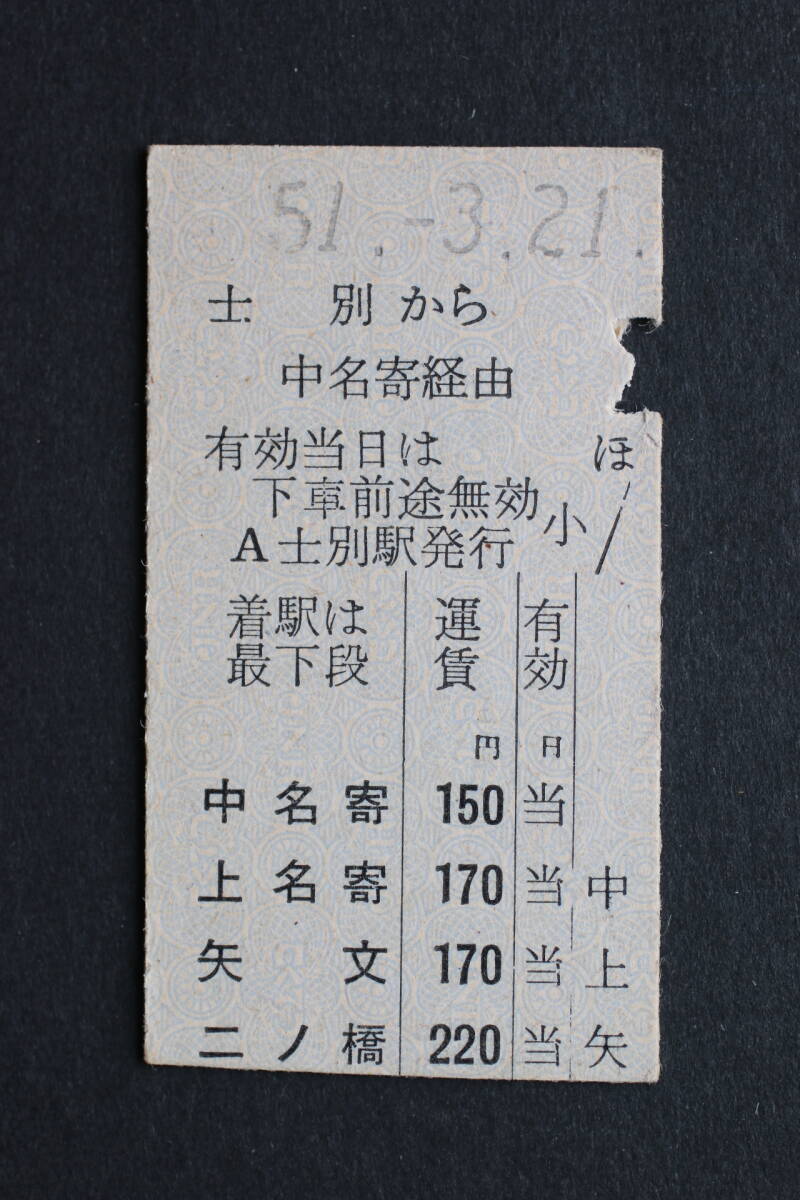 51.-3.21.
士別から
中名寄経由
有効当日は ほ
下車前途無効
A士別駅発行 小
着駅は 運 有
最下段 賃 効
円 日
中名寄 150 当
上名寄 170 当 中
矢文 170 当 上
二ノ橋 220 当 矢